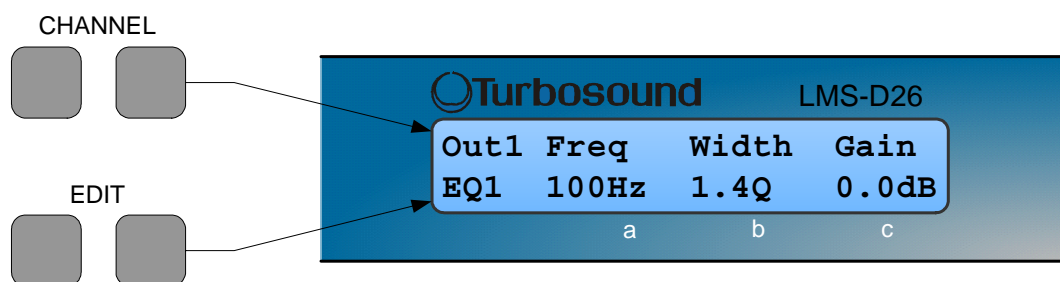 CHANNEL
Turbosound LMS-D26
Out1 Freq Width Gain
EQ1 100Hz 1.4Q 0.0dB
EDIT
a b c